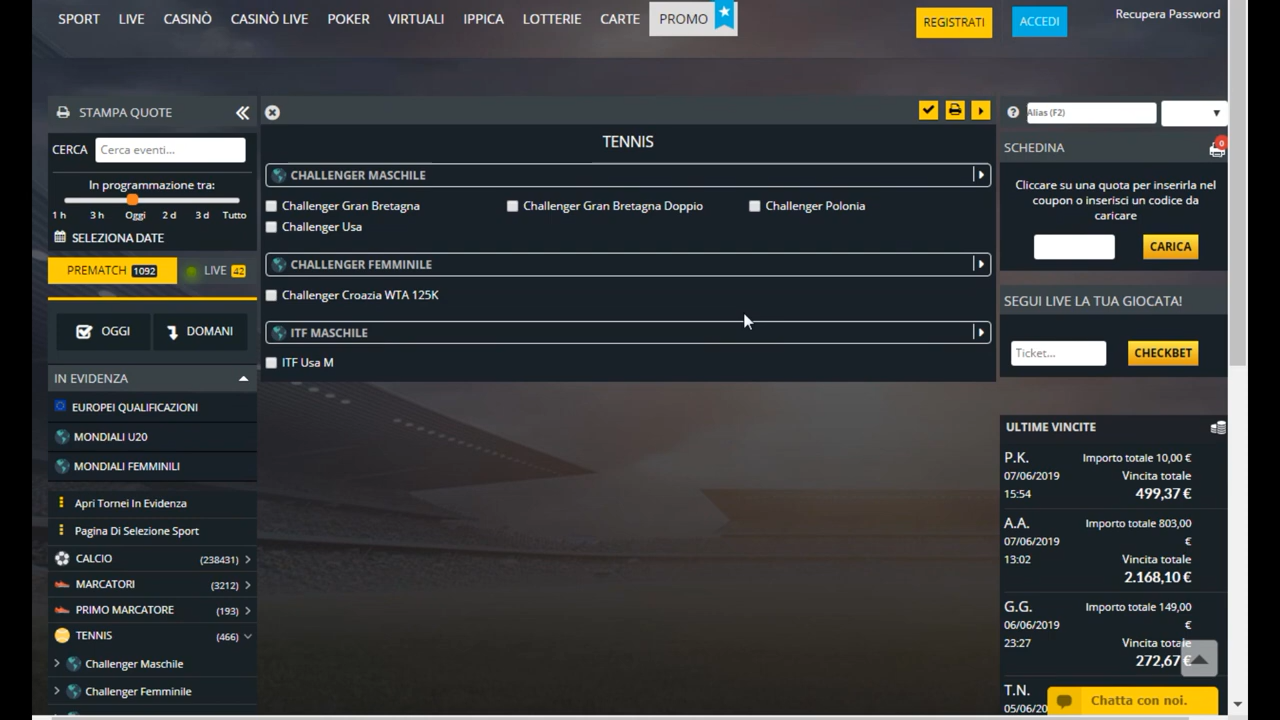 SPORT LIVE CASINÒ CASINÒ LIVE POKER VIRTUALI IPPICA LOTTERIE CARTE PROMO REGISTRATI ACCEDI Recupera Password
STAMPA QUOTE
CERCA Cerca eventi...
In programmazione tra:
1 h 3 h Oggi 2 d 3 d Tutto
SELEZIONA DATE
PREMATCH 1092 LIVE 42
OGGI DOMANI
IN EVIDENZA
EUROPEI QUALIFICAZIONI
MONDIALI U20
MONDIALI FEMMINILI
Apri Tornei In Evidenza
Pagina Di Selezione Sport
CALCIO (238431)
MARCATORI (3212)
PRIMO MARCATORE (193)
TENNIS (466)
Challenger Maschile
Challenger Femminile
TENNIS
CHALLENGER MASCHILE
Challenger Gran Bretagna Challenger Gran Bretagna Doppio Challenger Polonia
Challenger Usa
CHALLENGER FEMMINILE
Challenger Croazia WTA 125K
ITF MASCHILE
ITF Usa M
Alias (F2)
SCHEDINA 0
Cliccare su una quota per inserirla nel
coupon o inserisci un codice da
caricare
CARICA
SEGUI LIVE LA TUA GIOCATA!
Ticket... CHECKBET
ULTIME VINCITE
P.K. Importo totale 10,00 €
07/06/2019 Vincita totale
15:54 499,37 €
A.A. Importo totale 803,00
07/06/2019 €
13:02 Vincita totale
2.168,10 €
G.G. Importo totale 149,00
06/06/2019 €
23:27 Vincita totale
272,67 €
T.N.
05/06/20
Chatta con noi.